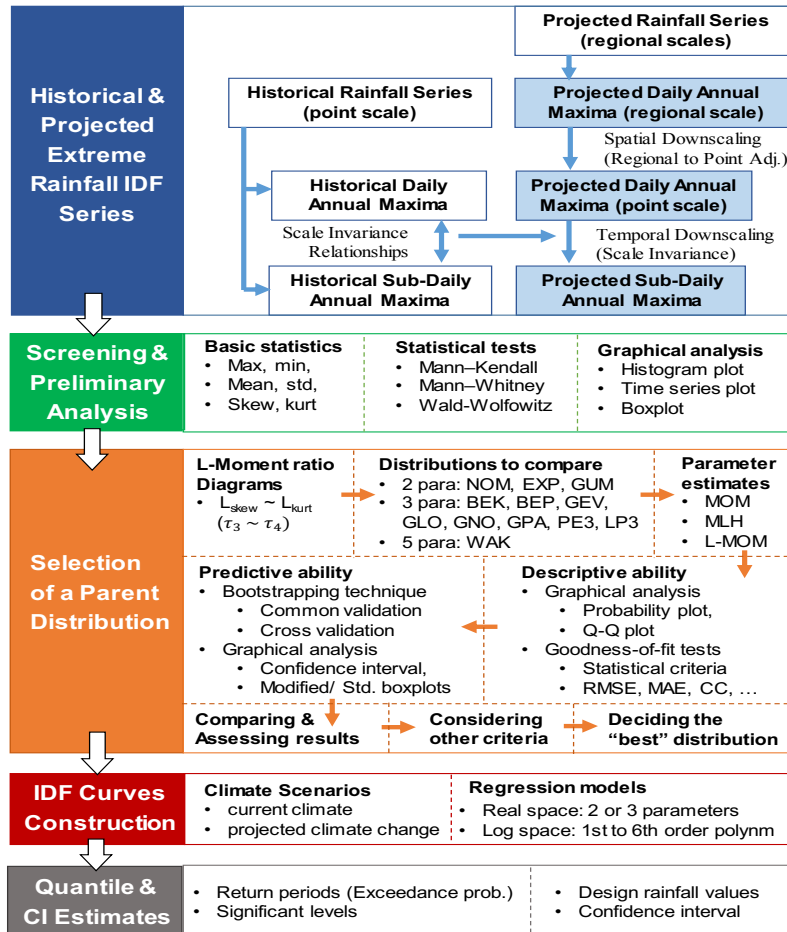 Historical &
Projected
Extreme
Rainfall IDF
Series
Projected Rainfall Series
(regional scales)
Historical Rainfall Series
(point scale)
Projected Daily Annual
Maxima (regional scale)
Spatial Downscaling
(Regional to Point Adj.)
Historical Daily
Annual Maxima
Projected Daily Annual
Maxima (point scale)
Scale Invariance
Relationships
Temporal Downscaling
(Scale Invariance)
Historical Sub-Daily
Annual Maxima
Projected Sub-Daily
Annual Maxima
Screening &
Preliminary
Analysis
Basic statistics
• Max, min,
• Mean, std,
• Skew, kurt
Statistical tests
• Mann–Kendall
• Mann–Whitney
• Wald-Wolfowitz
Graphical analysis
• Histogram plot
• Time series plot
• Boxplot
Selection
of a Parent
Distribution
L-Moment ratio
Diagrams
• Lskew ~ Lkurt
(τ3 ~ τ4)
Distributions to compare
• 2 para: NOM, EXP, GUM
• 3 para: BEK, BEP, GEV,
GLO, GNO, GPA, PE3, LP3
• 5 para: WAK
Parameter
estimates
• MOM
• MLH
• L-MOM
Predictive ability
• Bootstrapping technique
• Common validation
• Cross validation
• Graphical analysis
• Confidence interval,
• Modified/ Std. boxplots
Descriptive ability
• Graphical analysis
• Probability plot,
• Q-Q plot
• Goodness-of-fit tests
• Statistical criteria
• RMSE, MAE, CC, …
Comparing &
Assessing results
Considering
other criteria
Deciding the
“best” distribution
IDF Curves
Construction
Climate Scenarios
• current climate
• projected climate change
Regression models
• Real space: 2 or 3 parameters
• Log space: 1st to 6th order polynm
Quantile &
CI Estimates
• Return periods (Exceedance prob.)
• Significant levels
• Design rainfall values
• Confidence interval